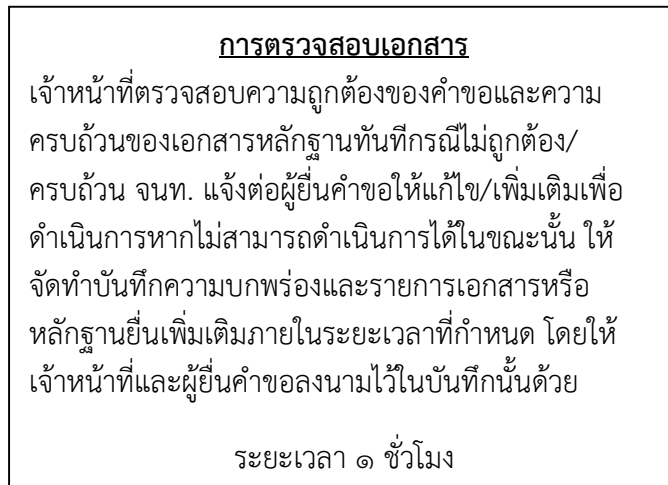 การตรวจสอบเอกสาร
เจ้าหน้าที่ตรวจสอบความถูกต้องของคำขอและความ
ครบถ้วนของเอกสารหลักฐานทันทีกรณีไม่ถูกต้อง/
ครบถ้วน จนท. แจ้งต่อผู้ยื่นคำขอให้แก้ไข/เพิ่มเติมเพื่อ
ดำเนินการหากไม่สามารถดำเนินการได้ในขณะนั้น ให้
จัดทำบันทึกความบกพร่องและรายการเอกสารหรือ
หลักฐานยื่นเพิ่มเติมภายในระยะเวลาที่กำหนด โดยให้
เจ้าหน้าที่และผู้ยื่นคำขอลงนามไว้ในบันทึกนั้นด้วย
ระยะเวลา ๑ ชั่วโมง